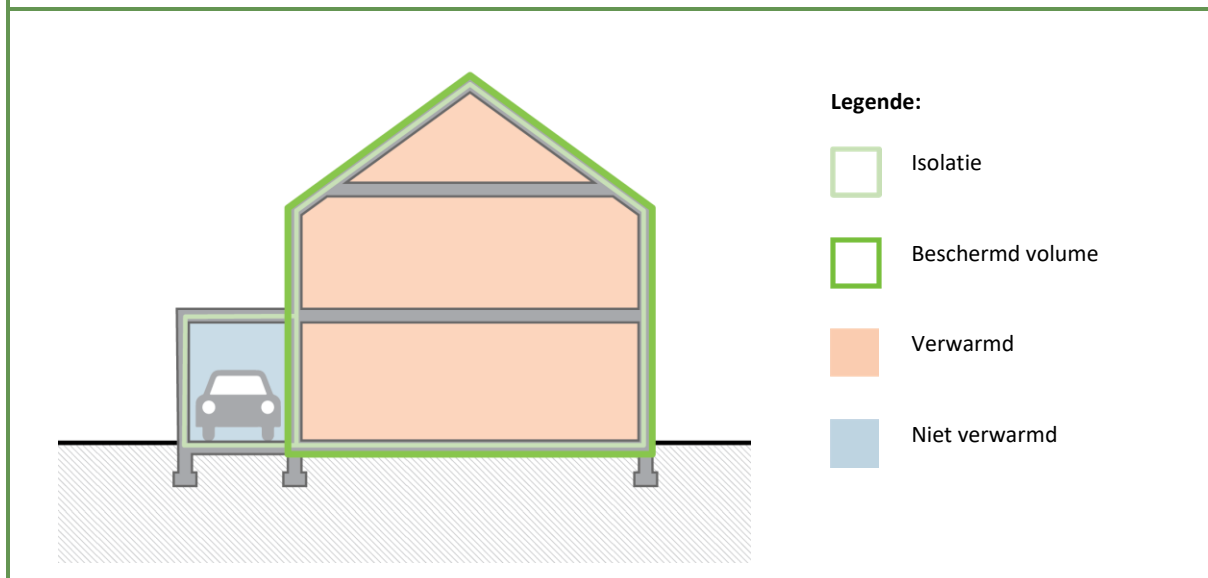 Legende:
Isolatie
Beschermd volume
Verwarmd
Niet verwarmd